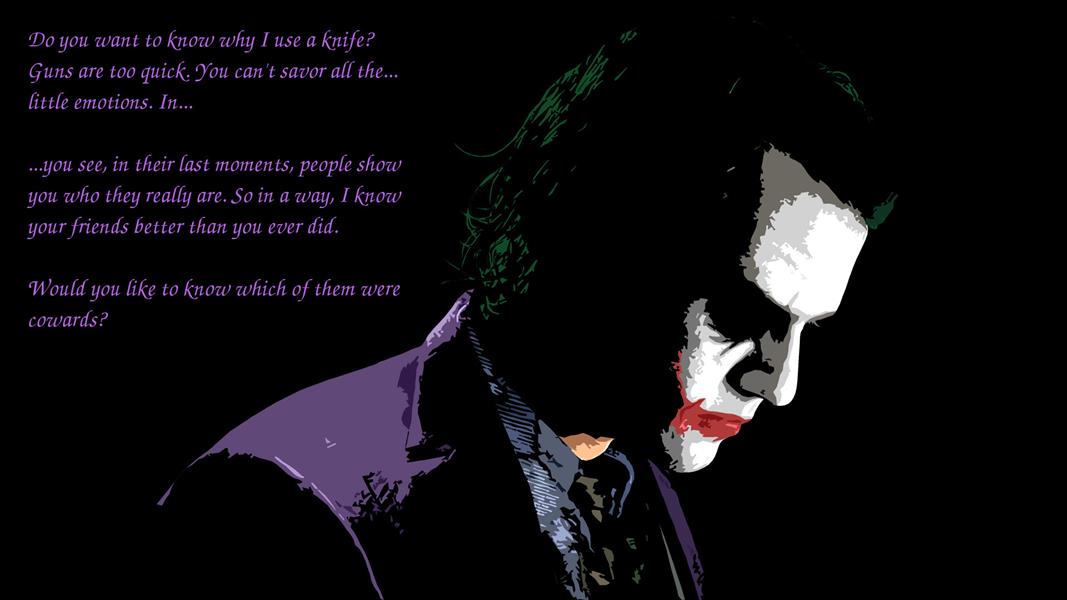 Do you want to know why I use a knife?
Guns are too quick. You can't savor all the...
little emotions. In...
...you see, in their last moments, people show
you who they really are. So in a way, I know
your friends better than you ever did.
Would you like to know which of them were
cowards?